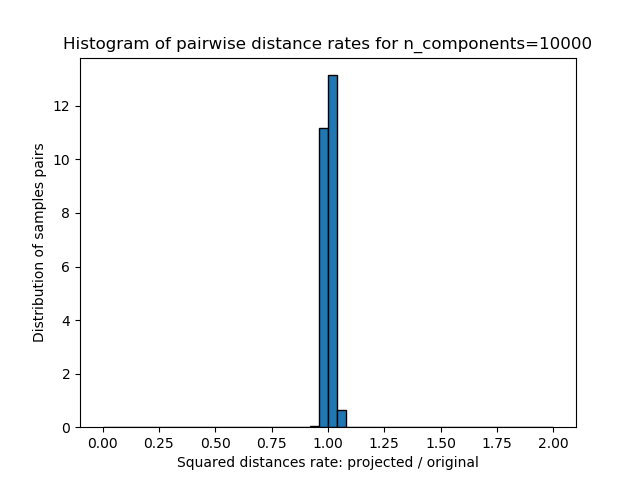 Histogram of pairwise distance rates for n_components=10000
Distribution of samples pairs
12
10
8
6
4
2
0
0.00 0.25 0.50 0.75 1.00 1.25 1.50 1.75 2.00
Squared distances rate: projected / original